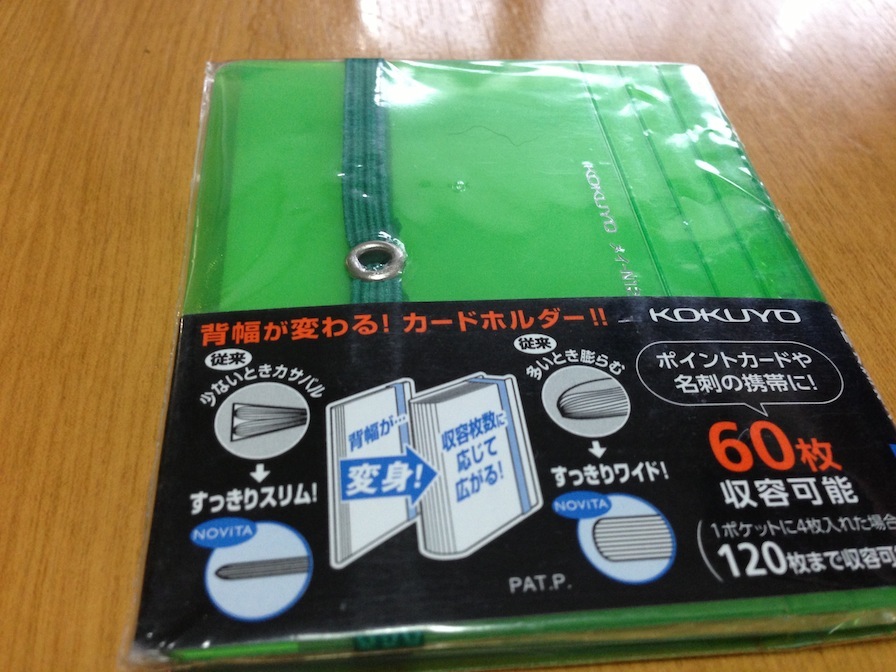 KOKUYO
背幅が変わる! カードホルダー!!
KOKUYO
従来
少ないときカサバル
すっきりスリム!
NOVITA
背幅が…
変身!
収容枚数に
応じて
広がる!
従来
多いとき膨らむ
すっきりワイド!
NOVITA
PAT.P.
ポイントカードや
名刺の携帯に!
60枚
収容可能
(1ポケットに4枚入れた場合
120枚まで収容可